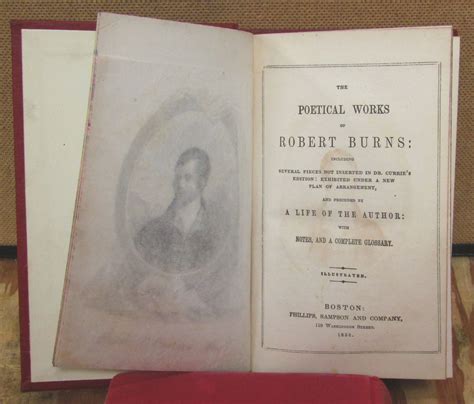 THE
POETICAL WORKS
OF
ROBERT BURNS:
INCLUDING
SEVERAL PIECES NOT INSERTED IN DR. CURRIE'S
EDITION: EXHIBITED UNDER A NEW
PLAN OF ARRANGEMENT,
AND PRECEDED BY
A LIFE OF THE AUTHOR:
WITH
NOTES, AND A COMPLETE GLOSSARY.
ILLUSTRATED.
BOSTON:
PHILLIPS, SAMPSON AND COMPANY,
WASHINGTON STREET.